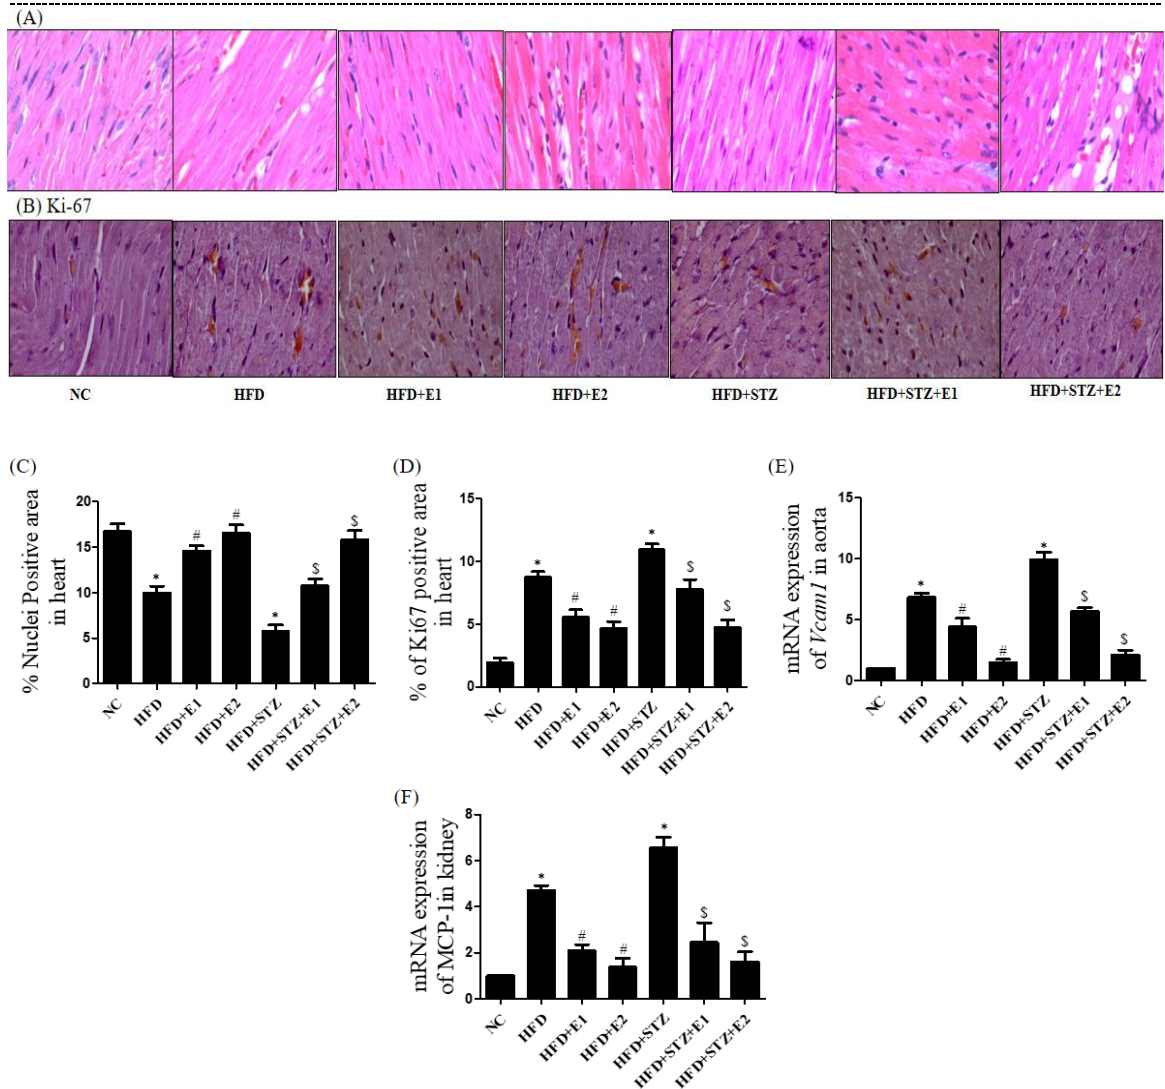 (A)
(B) Ki-67
NC HFD HFD+E1 HFD+E2 HFD+STZ HFD+STZ+E1 HFD+STZ+E2
(C)
% Nuclei Positive area
in heart
20
15
10
5
0
* # # * $ $
NC HFD HFD+E1 HFD+E2 HFD+STZ HFD+STZ+E1 HFD+STZ+E2
(D)
% of Ki67 positive area
in heart
15
10
5
0
* # # * $ $
NC HFD HFD+E1 HFD+E2 HFD+STZ HFD+STZ+E1 HFD+STZ+E2
(E)
mRNA expression
of Vcam1 in aorta
15
10
5
0
* # # * $ $
NC HFD HFD+E1 HFD+E2 HFD+STZ HFD+STZ+E1 HFD+STZ+E2
(F)
mRNA expression
of MCP-1in kidney
8
6
4
2
0
* # # * $ $
NC HFD HFD+E1 HFD+E2 HFD+STZ HFD+STZ+E1 HFD+STZ+E2